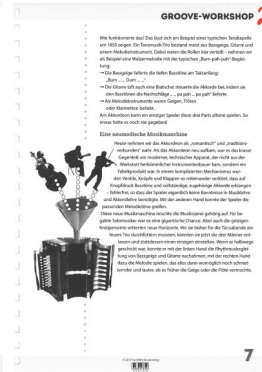 GROOVE-WORKSHOP 2
Wie funktionierte das? Das lässt sich am Beispiel einer typischen Tanzkapelle
um 1830 zeigen. Ein Tanzmusik-Trio bestand meist aus Bassgeige, Gitarre und
einem Melodieinstrument. Dabei waren die Rollen klar verteilt – nehmen wir
als Beispiel eine Walzermelodie mit der typischen „Bum-pah-pah“-Beglei-
tung:
Die Bassgeige lieferte die tiefen Basstöne am Taktanfang:
„Bum ... Bum ...“
Die Gitarre (oft auch eine Bratsche) steuerte die Akkorde bei, indem sie
den Basstönen die Nachschläge „... pa pah ... pa pah“ lieferte.
Als Melodieinstrumente waren Geigen, Flöten
oder Klarinetten beliebt.
Am Akkordeon kann ein einziger Spieler diese drei Parts alleine spielen. So
etwas hatte es noch nie gegeben!
Eine neumodische Musikmaschine
Heute nehmen wir das Akkordeon als „romantisch“ und „traditions-
verbunden“ wahr. Als das Akkordeon neu aufkam, war es das krasse
Gegenteil: ein modernes, technischer Apparat, der nicht aus der
Werkstatt herkömmlicher Instrumentenbauer kam, sondern ein
Fabrikprodukt war. In einem komplizierten Mechanismus wur-
den Ventile, Knöpfe und Klappen so miteinander verklinkt, dass auf
Knopfdruck Basstöne und vollständige, zugehörige Akkorde erklangen
– fehlerfrei, so dass der Spieler eigentlich keine Kenntnisse in Musiklehre
und Akkordlehre benötigte. Mit der anderen Hand konnte der Spieler die
passenden Melodietöne greifen.
Diese neue Musikmaschine mischte die Musikszene gehörig auf: Für be-
gabte Solomusiker war es eine gigantische Chance. Aber auch die geizigen
Kneipenwirte witterten neue Horizonte. Wo sie bisher für die Tanzabende ein
teures Trio durchfüttern mussten, konnten sie jetzt die drei Männer ent-
lassen und stattdessen einen einzigen einstellen. Wenn er halbwegs
geschickt war, konnte er mit der linken Hand die Rhythmusbeglei-
tung von Bassgeige und Gitarre nachahmen, mit der rechten Hand
dazu die Melodie spielen, das alles dann womöglich noch schmet-
ternder und lauter, als es früher die Geige oder die Flöte vermochte.
7